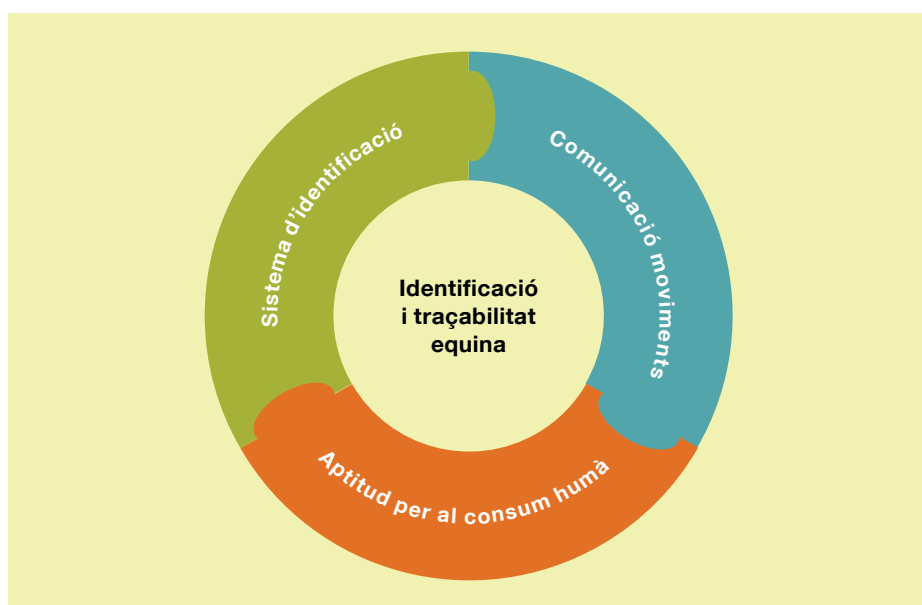 Sistema d'identificació
Comunicació moviments
Identificació
i traçabilitat
equina
Aptitud per al consum humà